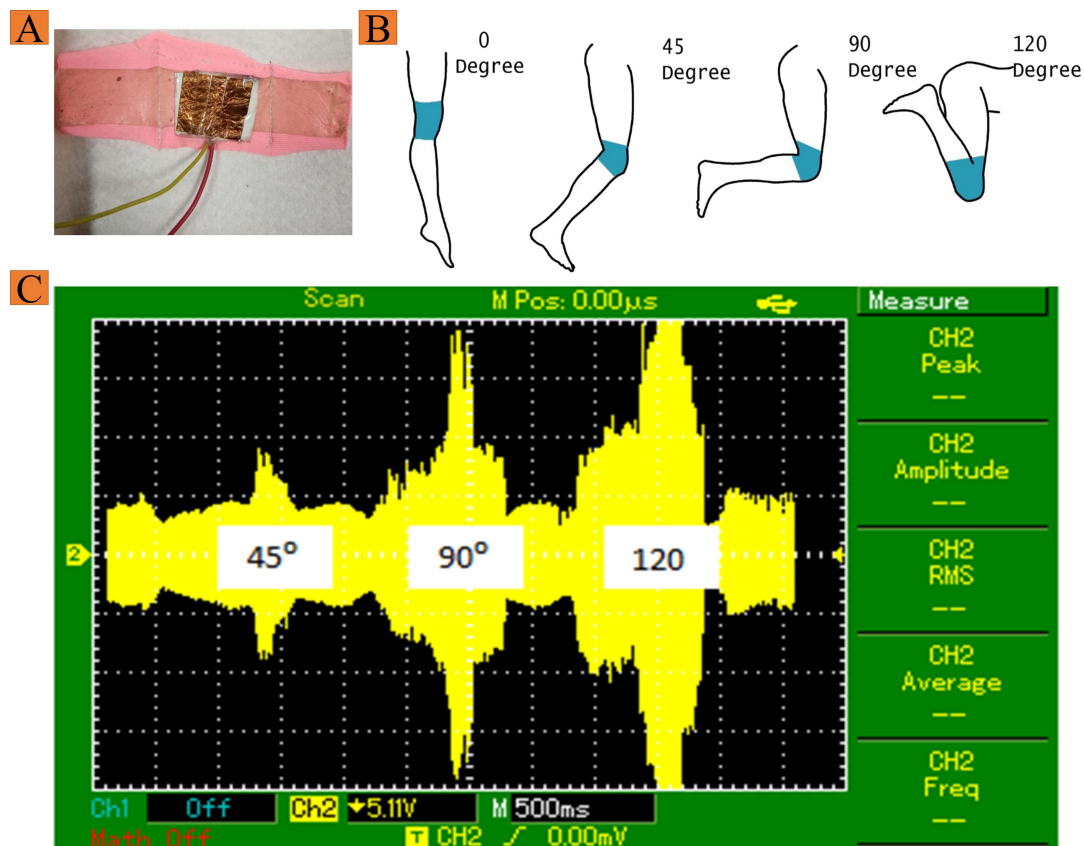 A
B
0
Degree
45
Degree
90
Degree
120
Degree
C
Scan
M Pos: 0.00µs
Measure
CH2
Peak
--
CH2
Amplitude
--
CH2
RMS
--
CH2
Average
--
CH2
Freq
--
2
45°
90°
120
Ch1 Off Ch2 5.11V M 500ms
Math Off T CH2 0.00mV